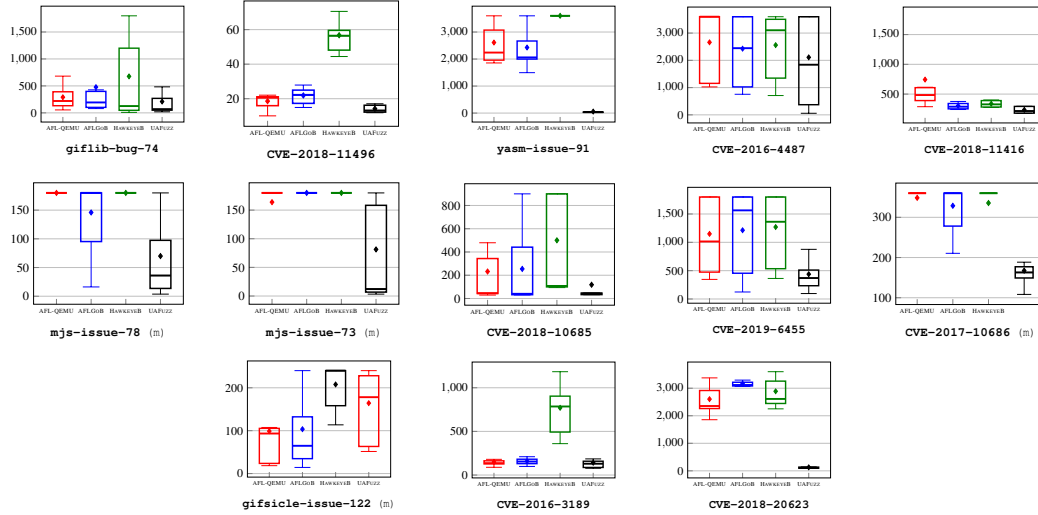 1,500
1,000
500
0
AFL-QEMU AFLGOB HAWKEYEB UAFUZZ
giflib-bug-74
60
40
20
AFL-QEMU AFLGOB HAWKEYEB UAFUZZ
CVE-2018-11496
3,000
2,000
1,000
0
AFL-QEMU AFLGOB HAWKEYEB UAFUZZ
yasm-issue-91
3,000
2,000
1,000
0
AFL-QEMU AFLGOB HAWKEYEB UAFUZZ
CVE-2016-4487
1,500
500
AFL-QEMU AFLGOB HAWKEYEB UAFUZZ
CVE-2018-11416
150
100
50
0
AFL-QEMU AFLGOB HAWKEYEB UAFUZZ
mjs-issue-78 (m)
150
100
50
0
AFL-QEMU AFLGOB HAWKEYEB UAFUZZ
mjs-issue-73 (m)
800
600
400
200
0
AFL-QEMU AFLGOB HAWKEYEB UAFUZZ
CVE-2018-10685
1,500
1,000
500
0
AFL-QEMU AFLGOB HAWKEYEB UAFUZZ
CVE-2019-6455
300
200
100
AFL-QEMU AFLGOB HAWKEYEB
CVE-2017-10686 (m)
200
100
0
AFL-QEMU AFLGOB HAWKEYEB UAFUZZ
gifsicle-issue-122 (m)
1,000
500
0
AFL-QEMU AFLGOB HAWKEYEB UAFUZZ
CVE-2016-3189
3,000
2,000
1,000
0
AFL-QEMU AFLGOB HAWKEYEB UAFUZZ
CVE-2018-20623